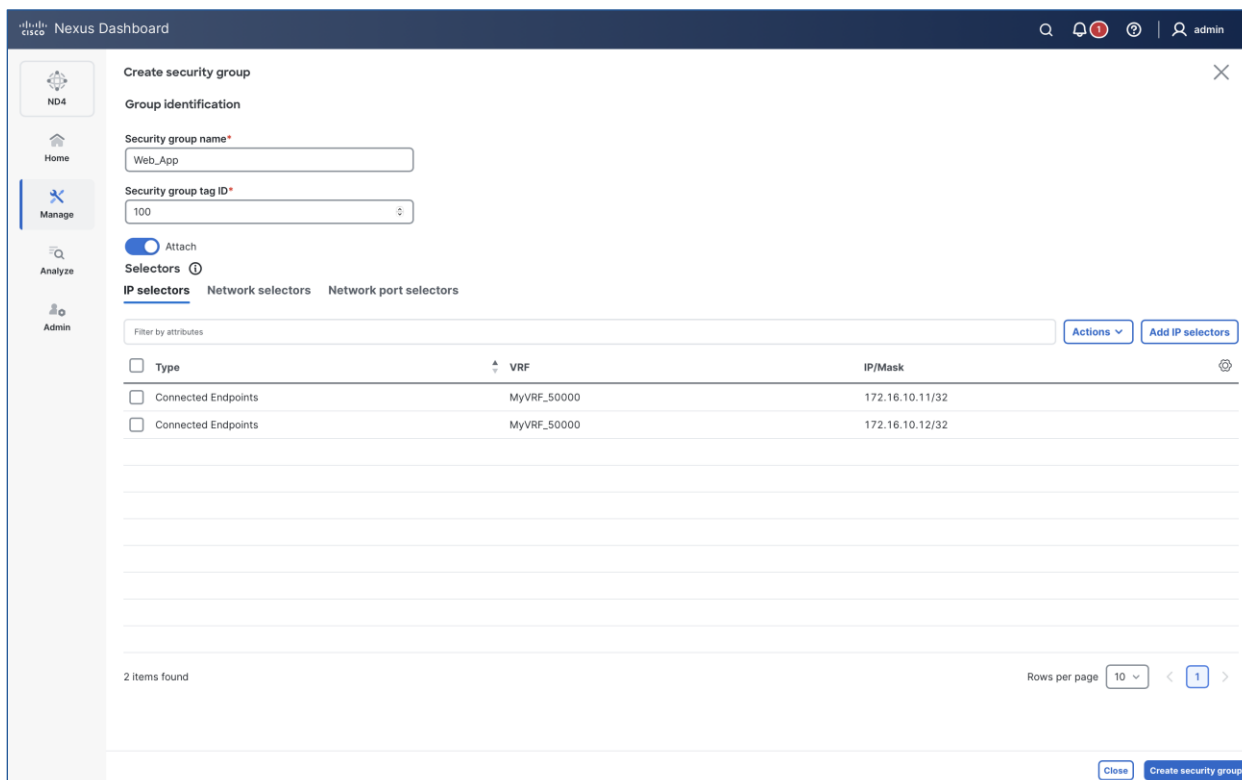 CISCO Nexus Dashboard 1 admin
ND4
Home
Manage
Analyze
Admin
Create security group
Group identification
Security group name*
Web_App
Security group tag ID*
100
Attach
Selectors
IP selectors Network selectors Network port selectors
Filter by attributes Actions Add IP selectors
Type VRF IP/Mask
Connected Endpoints MyVRF_50000 172.16.10.11/32
Connected Endpoints MyVRF_50000 172.16.10.12/32
2 items found Rows per page 10 1
Close Create security group